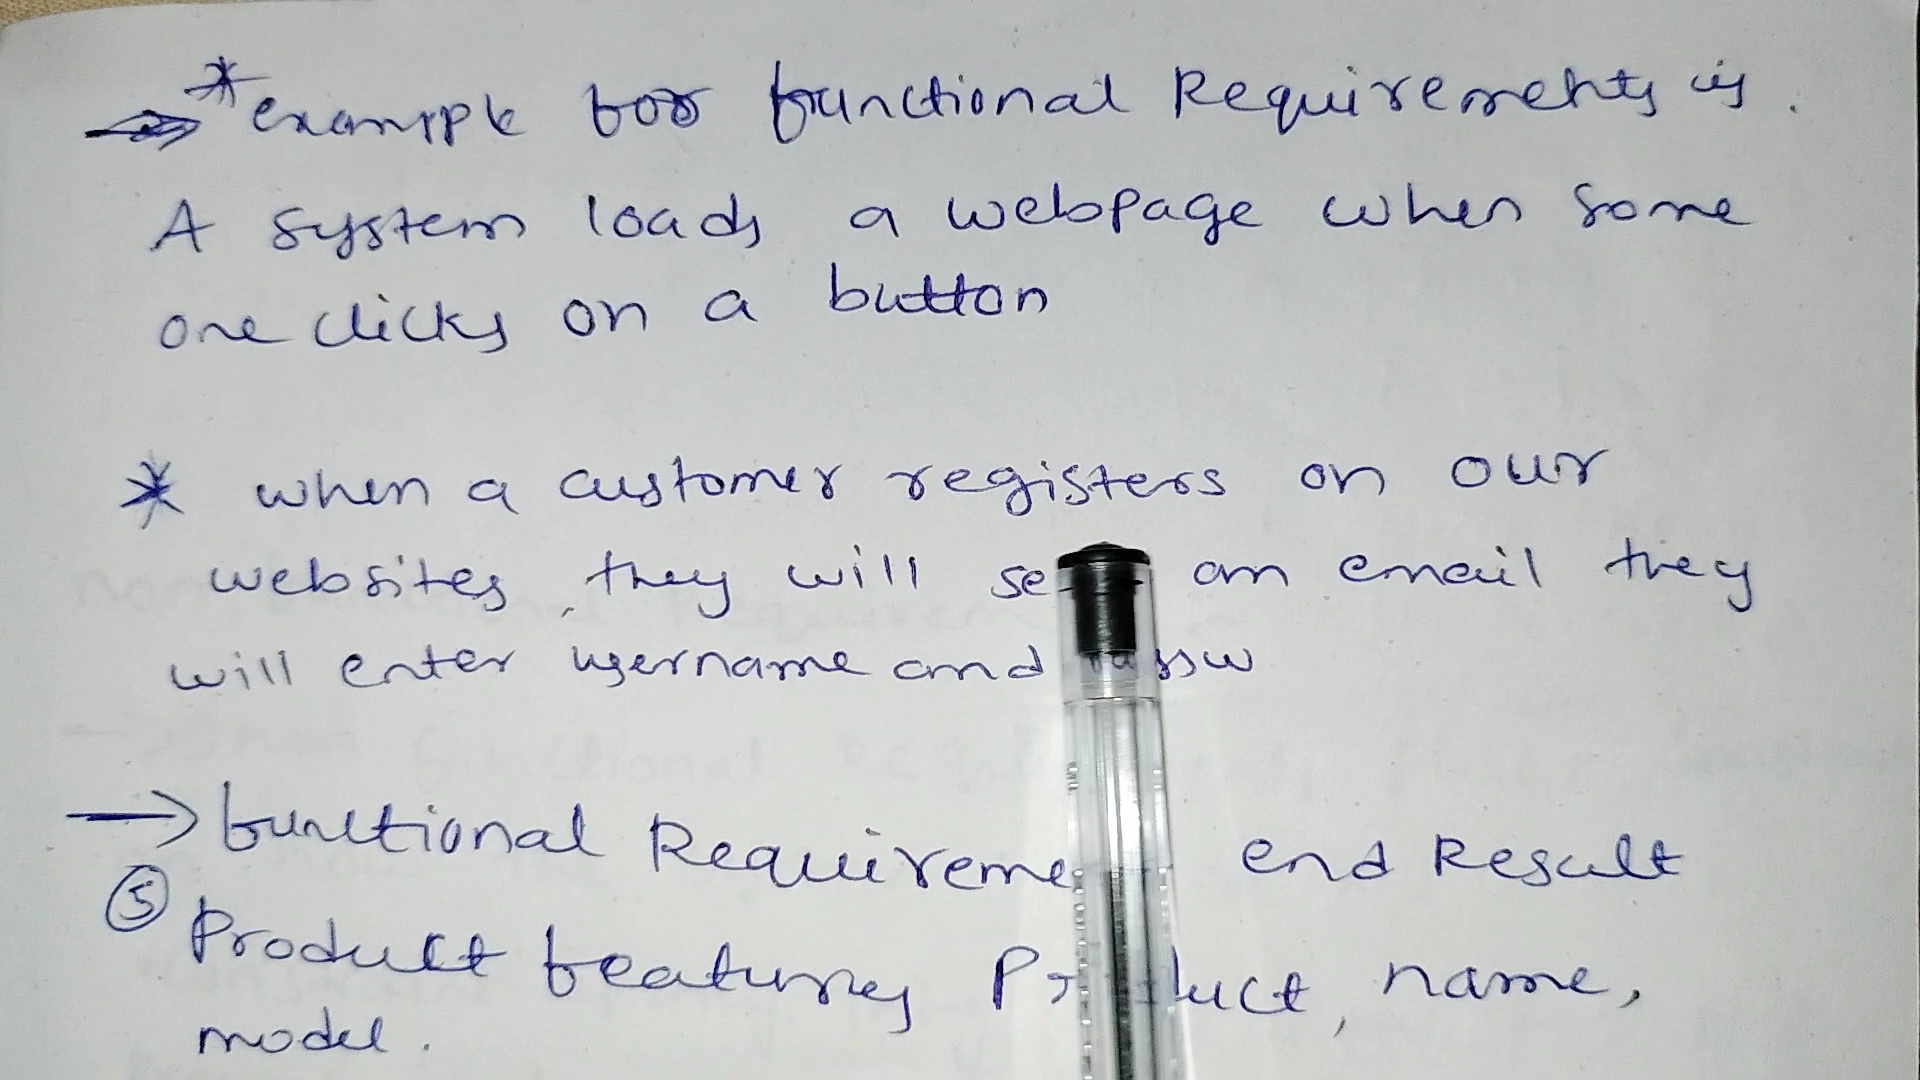 * example for functional Requirements is.
A system loads a webpage when some
one clicks on a button
* when a customer registers on our
websites, they will se an email they
will enter username and passw
→ functional Requireme end Result
⑤ Product features Product, name,
model.